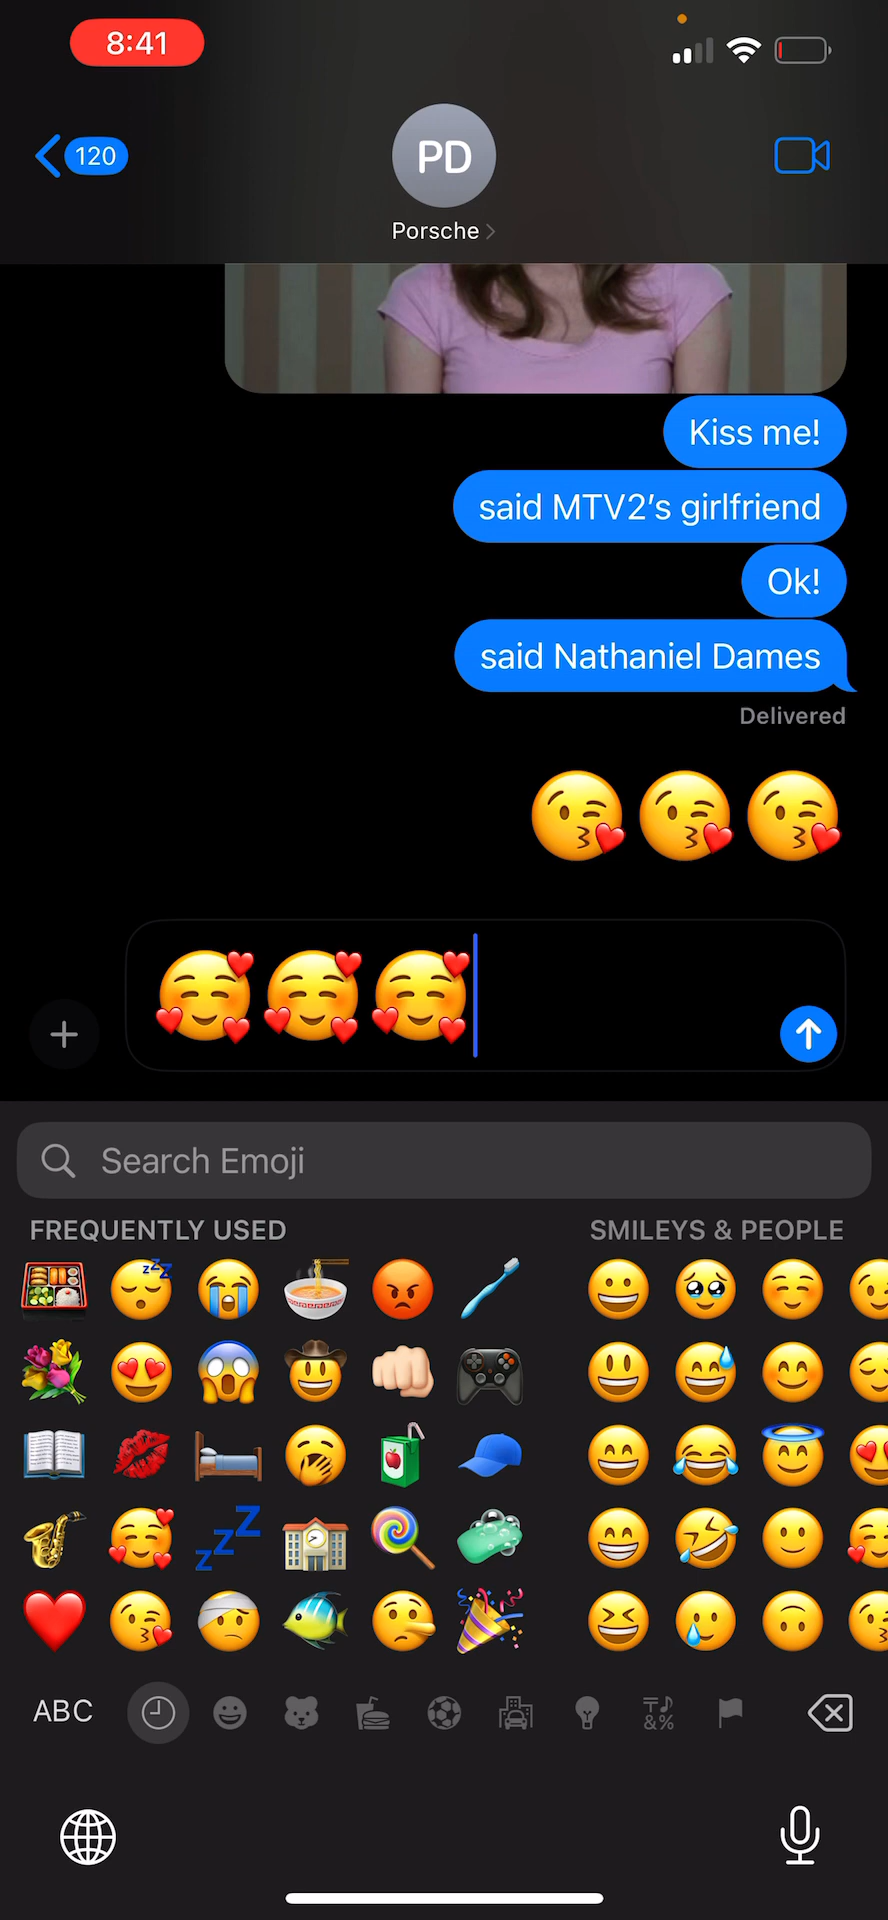 8:41
120
PD
Porsche
Kiss me!
said MTV2’s girlfriend
Ok!
said Nathaniel Dames
Delivered
Search Emoji
FREQUENTLY USED
SMILEYS & PEOPLE
ABC